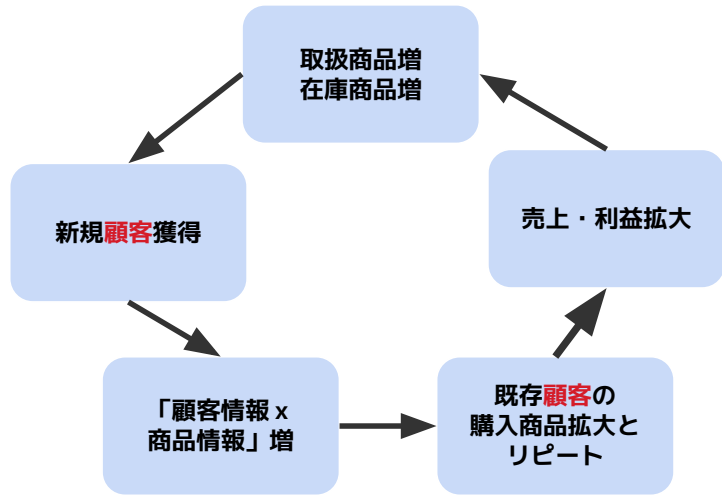 取扱商品増
在庫商品増
新規顧客獲得
売上・利益拡大
「顧客情報 x
商品情報」増
既存顧客の
購入商品拡大と
リピート